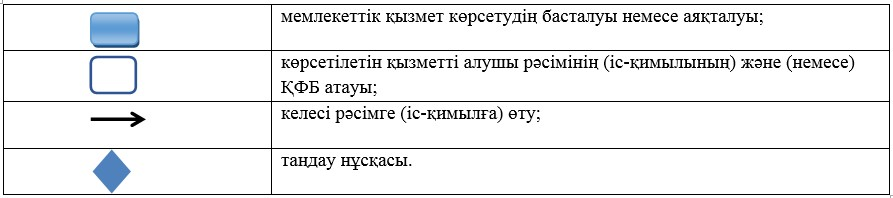 мемлекеттік қызмет көрсетудің басталуы немесе аяқталуы;
көрсетілетін қызметті алушы рәсімінің (іс-қимылының) және (немесе)
ҚФБ атауы;
келесі рәсімге (іс-қимылға) өту;
таңдау нұсқасы.